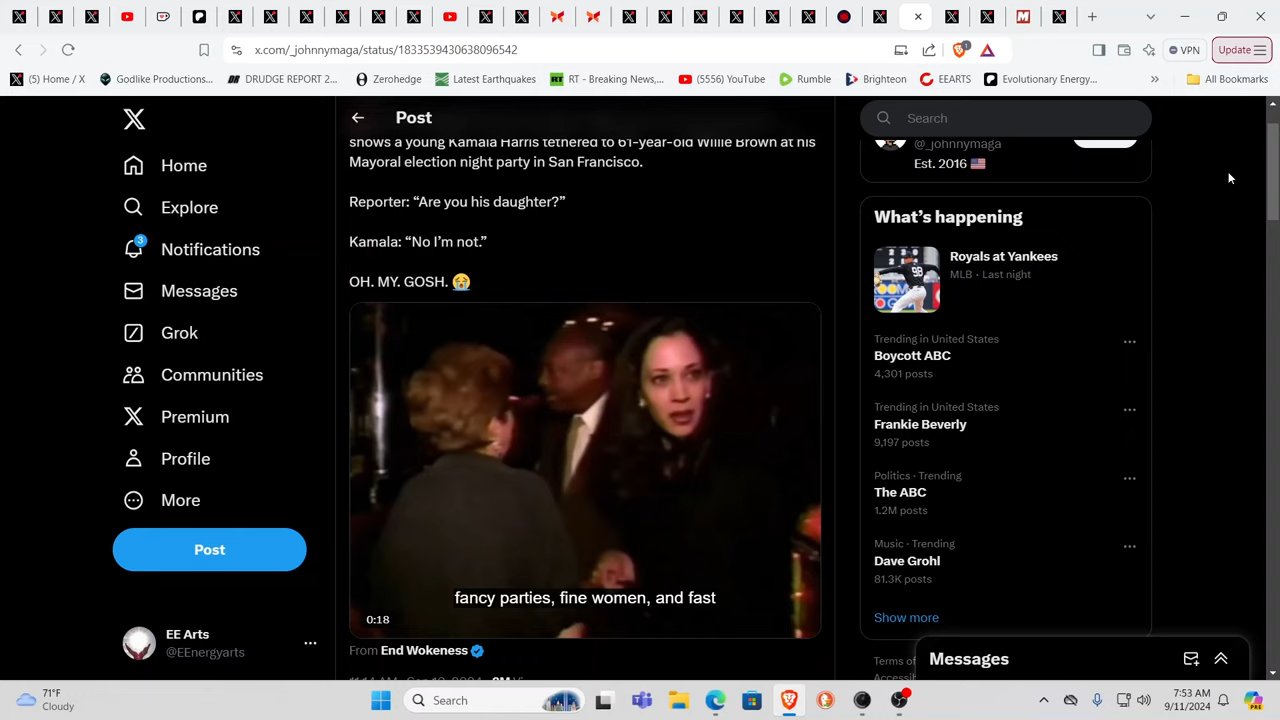 x.com/_johnnymaga/status/1833539430638096542
1
VPN
Update
(5) Home / X
Godlike Productions...
DRUDGE REPORT 2...
Zerohedge
Latest Earthquakes
RT - Breaking News,...
(5556) YouTube
Rumble
Brighteon
EEARTS
Evolutionary Energy...
All Bookmarks
Home
Explore
3
Notifications
Messages
Grok
Communities
Premium
Profile
More
Post
EE Arts
@EEnergyarts
Post
shows a young Kamala Harris tethered to 61-year-old Willie Brown at his
Mayoral election night party in San Francisco.
Reporter: “Are you his daughter?”
Kamala: “No I’m not.”
OH. MY. GOSH. 😭
fancy parties, fine women, and fast
0:18
From End Wokeness
Search
@_johnnymaga
Est. 2016 🇺🇸
What’s happening
Royals at Yankees
MLB · Last night
Trending in United States
Boycott ABC
4,301 posts
Trending in United States
Frankie Beverly
9,197 posts
Politics · Trending
The ABC
1.2M posts
Music · Trending
Dave Grohl
81.3K posts
Show more
Terms of
Messages
71°F
Cloudy
Search
7:53 AM
9/11/2024
PRE